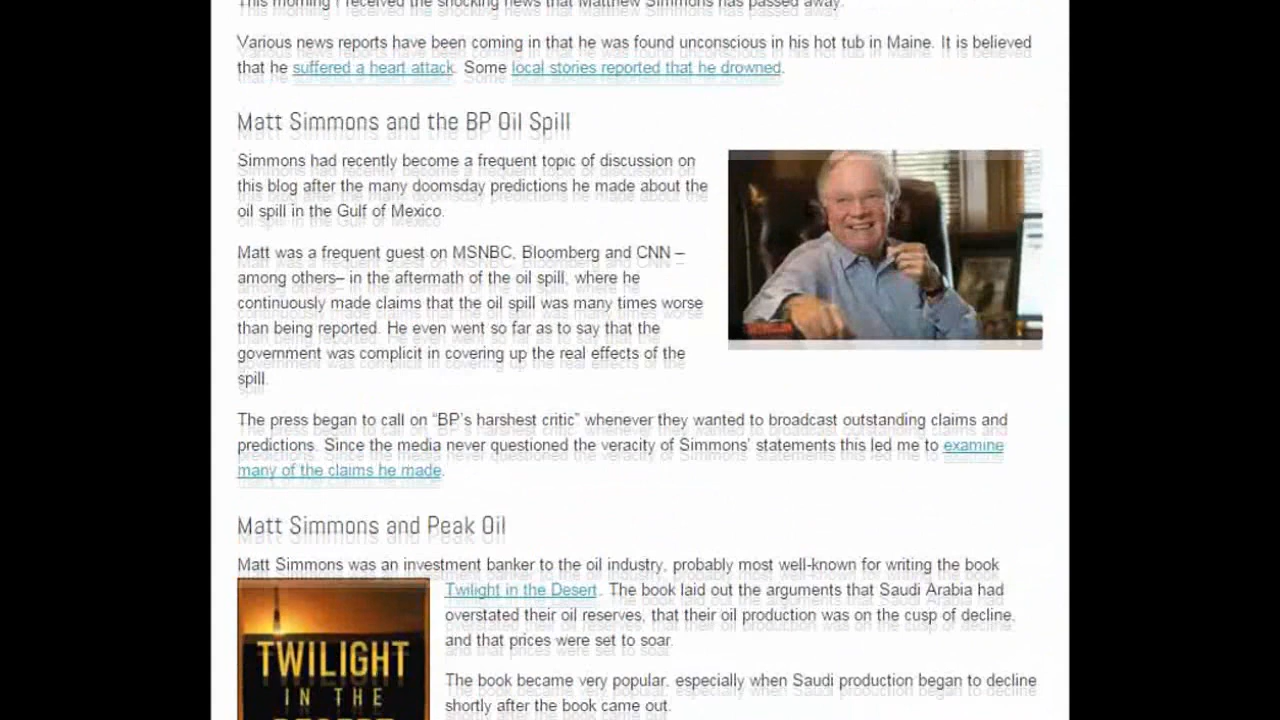 This morning I received the shocking news that Matthew Simmons has passed away.
Various news reports have been coming in that he was found unconscious in his hot tub in Maine. It is believed
that he suffered a heart attack. Some local stories reported that he drowned.
Matt Simmons and the BP Oil Spill
Simmons had recently become a frequent topic of discussion on
this blog after the many doomsday predictions he made about the
oil spill in the Gulf of Mexico.
Matt was a frequent guest on MSNBC, Bloomberg and CNN –
among others– in the aftermath of the oil spill, where he
continuously made claims that the oil spill was many times worse
than being reported. He even went so far as to say that the
government was complicit in covering up the real effects of the
spill.
The press began to call on “BP’s harshest critic” whenever they wanted to broadcast outstanding claims and
predictions. Since the media never questioned the veracity of Simmons’ statements this led me to examine
many of the claims he made.
Matt Simmons and Peak Oil
Matt Simmons was an investment banker to the oil industry, probably most well-known for writing the book
Twilight in the Desert. The book laid out the arguments that Saudi Arabia had
overstated their oil reserves, that their oil production was on the cusp of decline,
and that prices were set to soar.
The book became very popular, especially when Saudi production began to decline
shortly after the book came out.
TWILIGHT
IN THE
DESERT